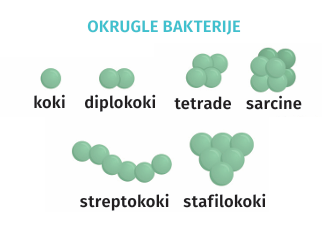 OKRUGLE BAKTERIJE
koki diplokoki tetrade sarcine
streptokoki stafilokoki